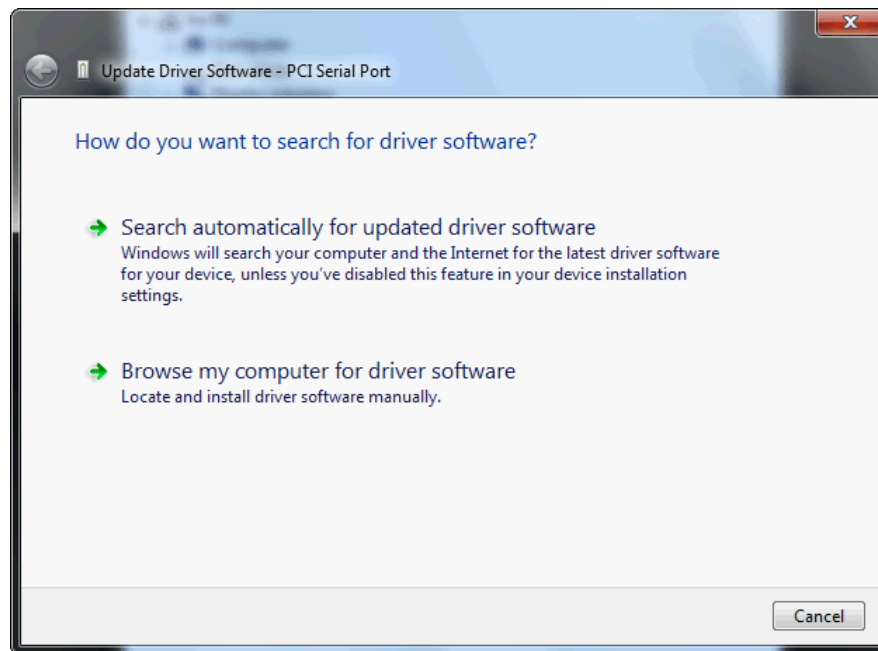 Computer
X
Update Driver Software - PCI Serial Port
How do you want to search for driver software?
Search automatically for updated driver software
Windows will search your computer and the Internet for the latest driver software
for your device, unless you've disabled this feature in your device installation
settings.
Browse my computer for driver software
Locate and install driver software manually.
Cancel